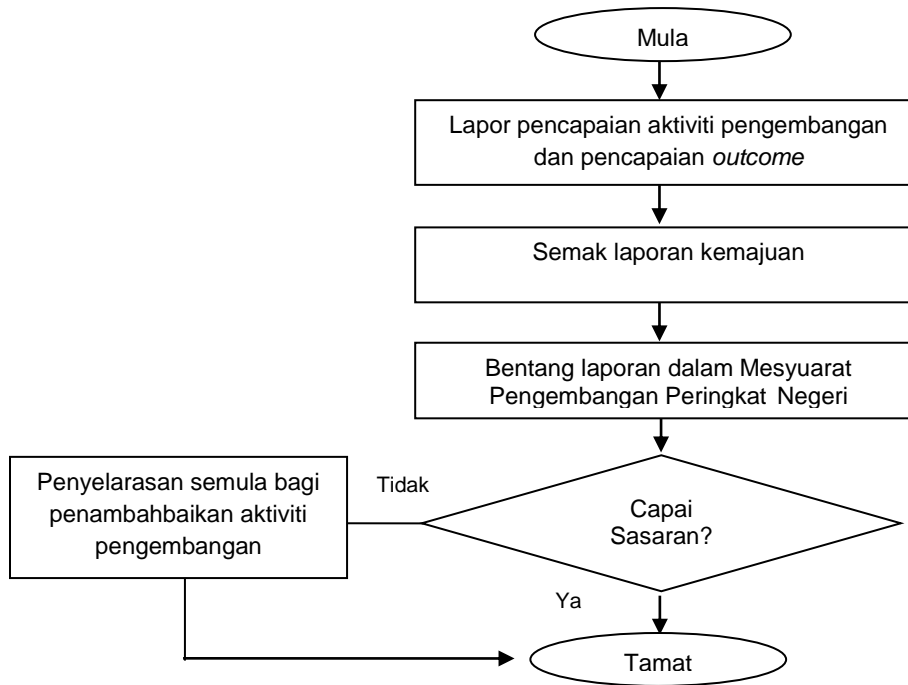 Mula
Lapor pencapaian aktiviti pengembangan
dan pencapaian outcome
Semak laporan kemajuan
Bentang laporan dalam Mesyuarat
Pengembangan Peringkat Negeri
Penyelarasan semula bagi
penambahbaikan aktiviti
pengembangan
Tidak
Capai
Sasaran?
Ya
Tamat